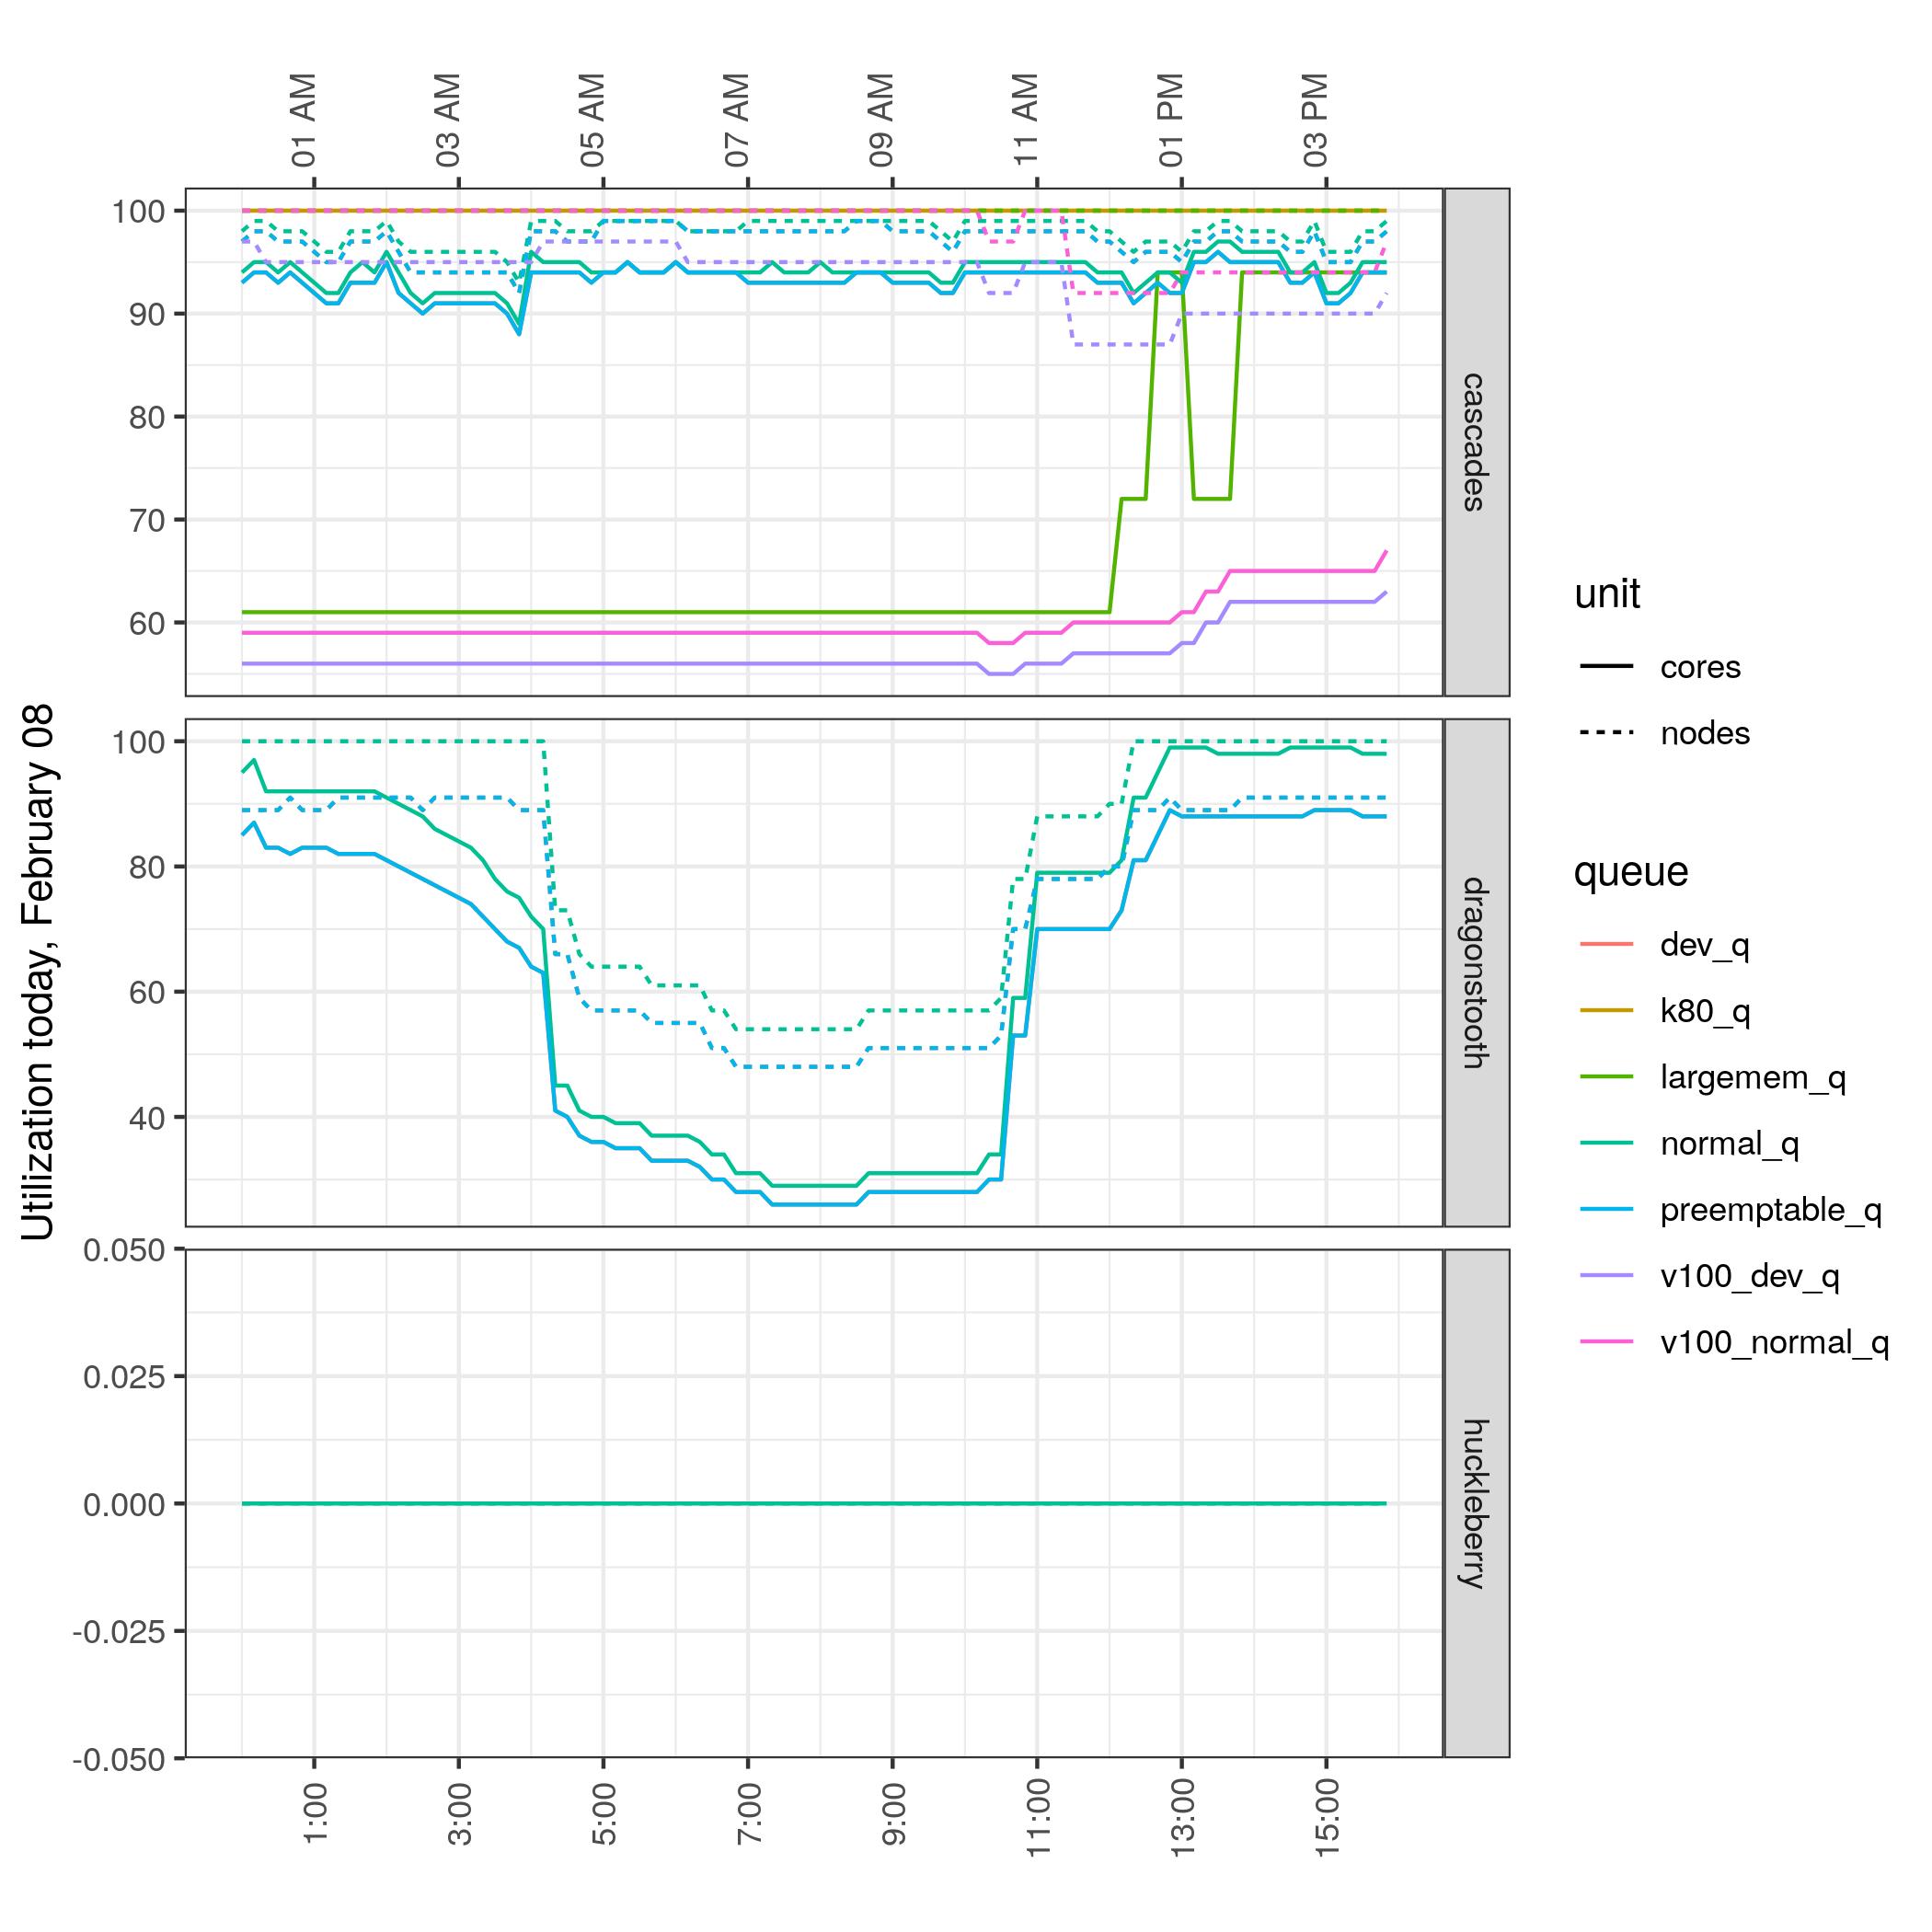 01 AM
03 AM
05 AM
07 AM
09 AM
11 AM
01 PM
03 PM
Utilization today, February 08
100
90
80
70
60
cascades
100
80
60
40
dragonstooth
0.050
0.025
0.000
-0.025
-0.050
huckleberry
1:00
3:00
5:00
7:00
9:00
11:00
13:00
15:00
unit
cores
nodes
queue
dev_q
k80_q
largemem_q
normal_q
preemptable_q
v100_dev_q
v100_normal_q